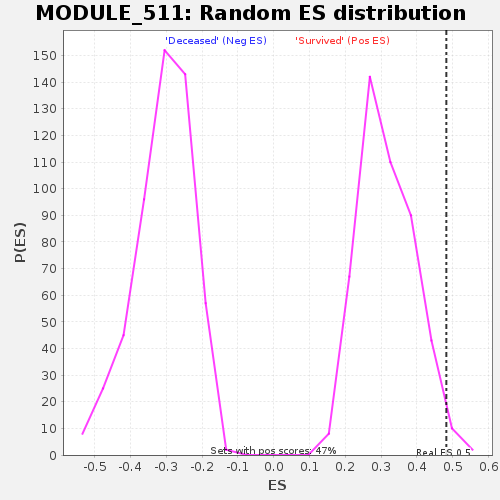 MODULE_511: Random ES distribution
'Deceased' (Neg ES) 'Survived' (Pos ES)
P(ES)
150
140
130
120
110
100
90
80
70
60
50
40
30
20
10
0
Sets with pos scores: 47%
Real ES 0.5
-0.5 -0.4 -0.3 -0.2 -0.1 0.0 0.1 0.2 0.3 0.4 0.5 0.6
ES